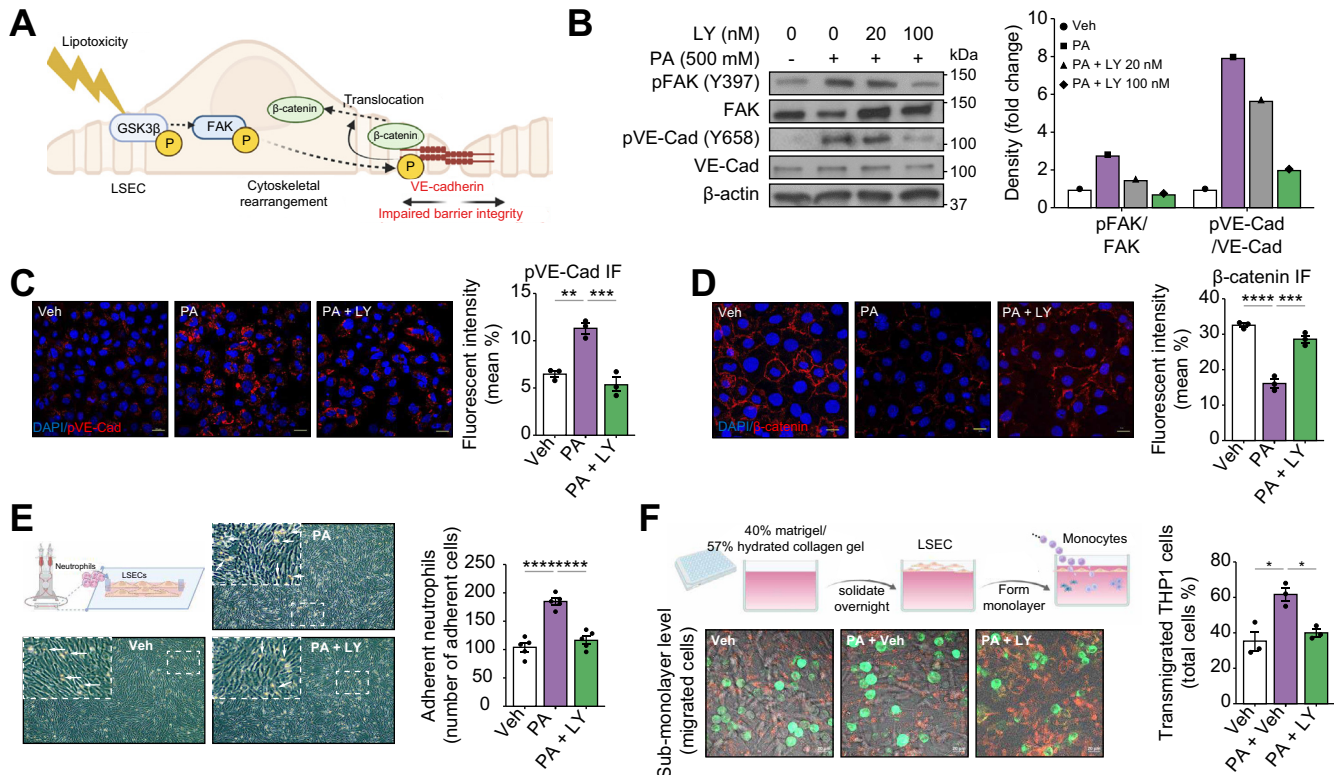 A
Lipotoxicity
Translocation
β-catenin
β-catenin
GSK3β
FAK
P
P
P
LSEC
Cytoskeletal
rearrangement
VE-cadherin
Impaired barrier integrity
B
LY (nM) 0 0 20 100
PA (500 mM) - + + + kDa
pFAK (Y397) 150
FAK 150
pVE-Cad (Y658) 100
VE-Cad 100
β-actin 37
Density (fold change)
10
8
6
4
2
0
Veh
PA
PA + LY 20 nM
PA + LY 100 nM
pFAK/
FAK
pVE-Cad
/VE-Cad
C
Veh
PA
PA + LY
DAPI/pVE-Cad
pVE-Cad IF
Fluorescent intensity
(mean %)
15
10
5
0
** ***
Veh
PA
PA + LY
D
Veh
PA
PA + LY
DAPI/β-catenin
β-catenin IF
Fluorescent intensity
(mean %)
40
30
20
10
0
**** ***
Veh
PA
PA + LY
E
Neutrophils
LSECs
PA
Veh
PA + LY
Adherent neutrophils
(number of adherent cells)
250
200
150
100
50
0
**** ****
Veh
PA
PA + LY
F
40% matrigel/
57% hydrated collagen gel
LSEC
Monocytes
solidate
overnight
Form
monolayer
Sub-monolayer level
(migrated cells)
Veh
PA + Veh
PA + LY
20 µm
20 µm
20 µm
Transmigrated THP1 cells
(total cells %)
80
60
40
20
0
* *
Veh
PA + Veh
PA + LY